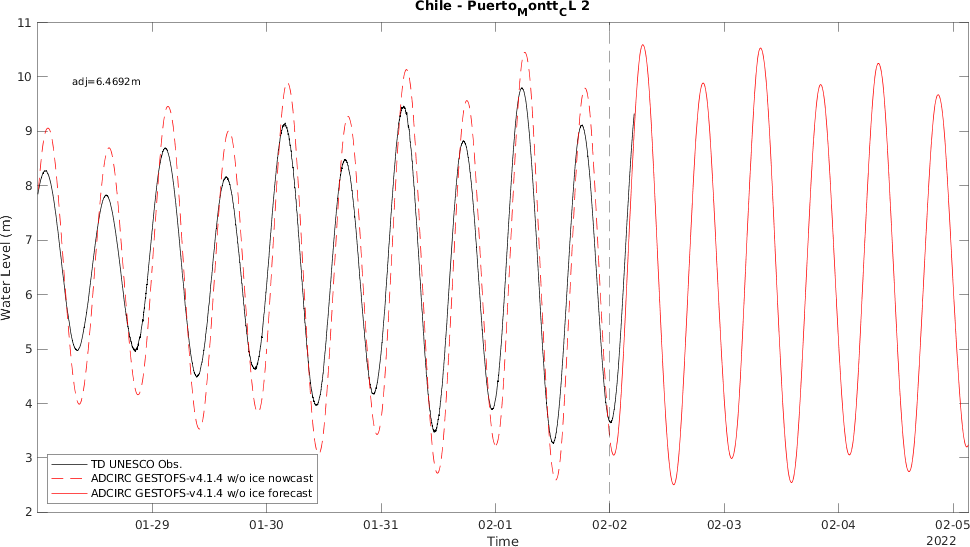 Chile - Puerto_Montt_CL 2
11
adj=6.4692m
10
9
8
7
6
5
4
3
2
Water Level (m)
TD UNESCO Obs.
ADCIRC GESTOFS-v4.1.4 w/o ice nowcast
ADCIRC GESTOFS-v4.1.4 w/o ice forecast
01-29 01-30 01-31 02-01 02-02 02-03 02-04 02-05
Time
2022